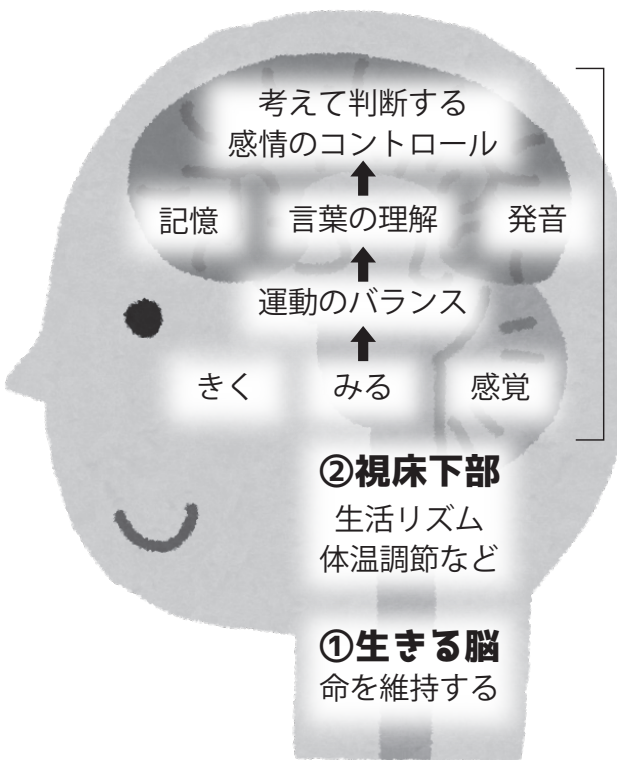 考えて判断する
感情のコントロール
記憶 言葉の理解 発音
運動のバランス
きく みる 感覚
②視床下部
生活リズム
体温調節など
①生きる脳
命を維持する